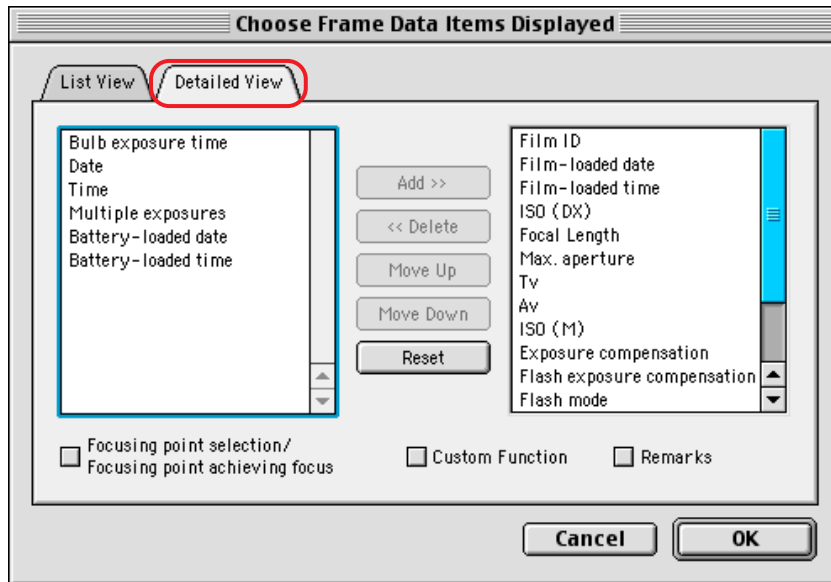 Choose Frame Data Items Displayed
List View
Detailed View
Bulb exposure time
Date
Time
Multiple exposures
Battery-loaded date
Battery-loaded time
Add >>
<< Delete
Move Up
Move Down
Reset
Film ID
Film-loaded date
Film-loaded time
ISO (DX)
Focal Length
Max. aperture
Tv
Av
ISO (M)
Exposure compensation
Flash exposure compensation
Flash mode
Focusing point selection/
Focusing point achieving focus
Custom Function
Remarks
Cancel
OK